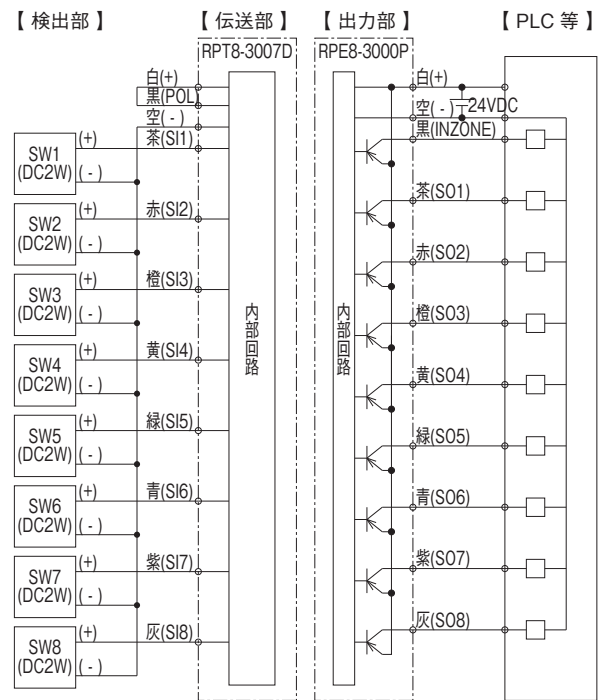 【 検出部 】
【 伝送部 】
【 出力部 】
【 PLC 等 】
RPT8-3007D
RPE8-3000P
白(+)
黒(POL)
空( - )
茶(SI1)
赤(SI2)
橙(SI3)
黄(SI4)
緑(SI5)
青(SI6)
紫(SI7)
灰(SI8)
SW1
(DC2W)
(+)
( - )
SW2
(DC2W)
(+)
( - )
SW3
(DC2W)
(+)
( - )
SW4
(DC2W)
(+)
( - )
SW5
(DC2W)
(+)
( - )
SW6
(DC2W)
(+)
( - )
SW7
(DC2W)
(+)
( - )
SW8
(DC2W)
(+)
( - )
内部回路
内部回路
白(+)
空( - )
24VDC
黒(INZONE)
茶(SO1)
赤(SO2)
橙(SO3)
黄(SO4)
緑(SO5)
青(SO6)
紫(SO7)
灰(SO8)